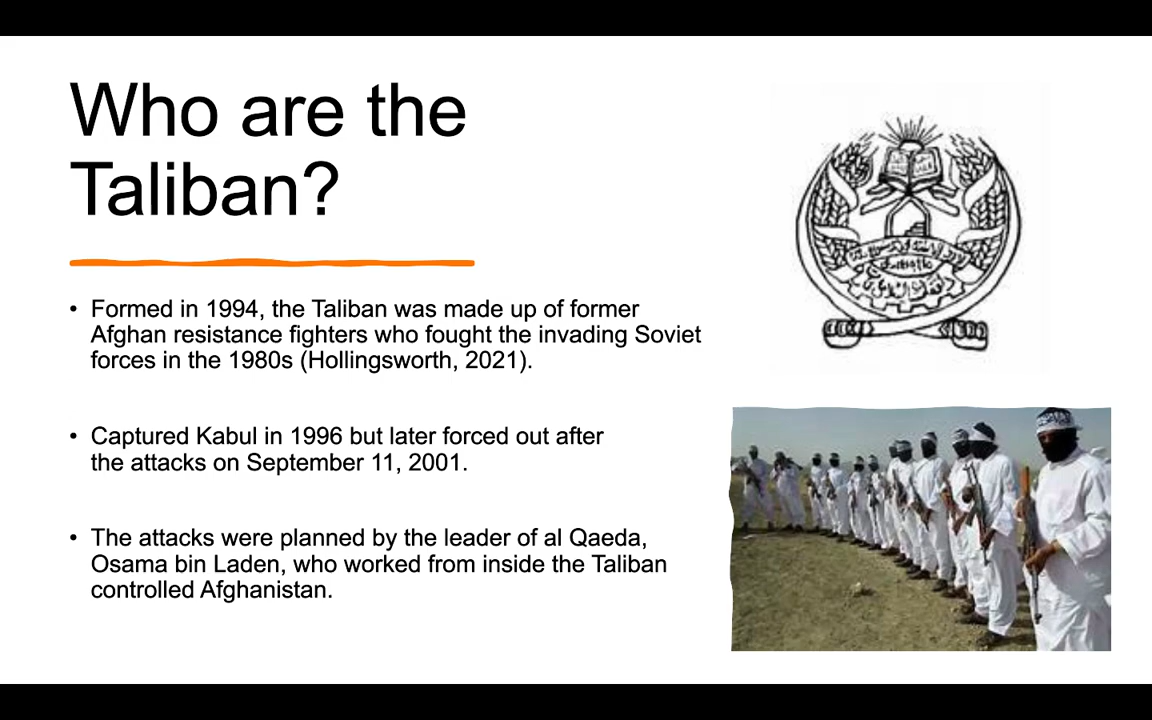 Who are the
Taliban?
• Formed in 1994, the Taliban was made up of former
Afghan resistance fighters who fought the invading Soviet
forces in the 1980s (Hollingsworth, 2021).
• Captured Kabul in 1996 but later forced out after
the attacks on September 11, 2001.
• The attacks were planned by the leader of al Qaeda,
Osama bin Laden, who worked from inside the Taliban
controlled Afghanistan.